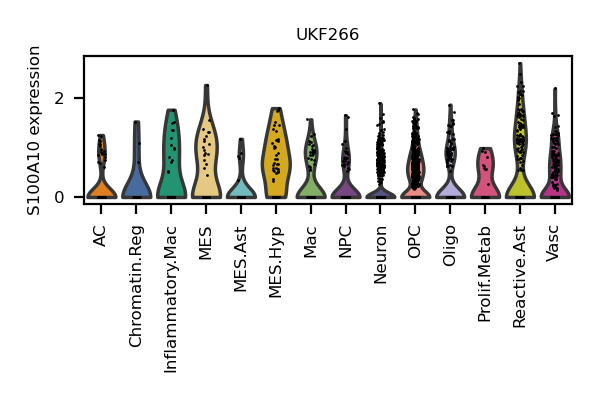 UKF266
S100A10 expression
2
0
AC
Chromatin.Reg
Inflammatory.Mac
MES
MES.Ast
MES.Hyp
Mac
NPC
Neuron
OPC
Oligo
Prolif.Metab
Reactive.Ast
Vasc